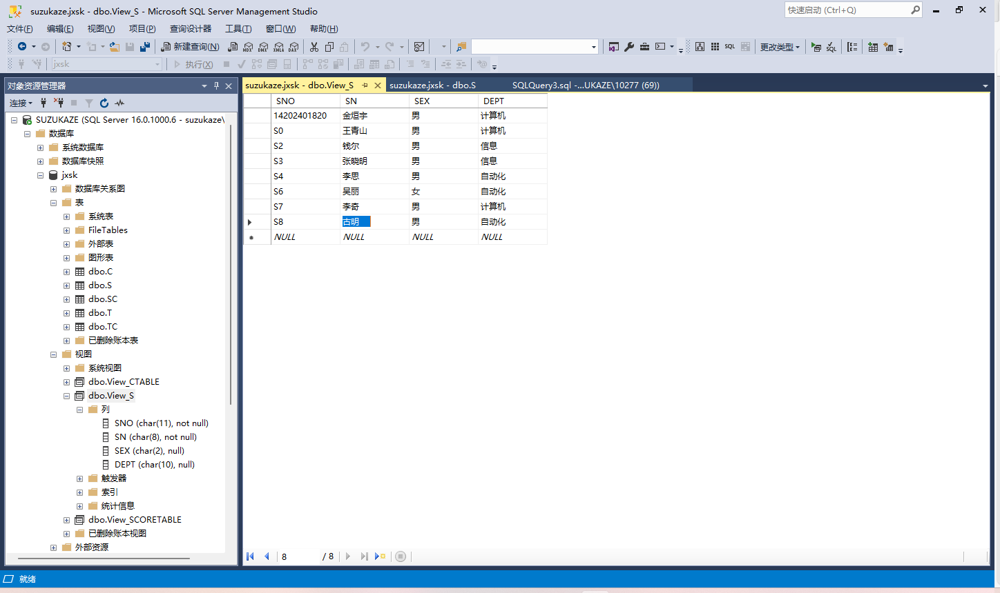 suzukaze.jxsk - dbo.View_S - Microsoft SQL Server Management Studio
快速启动 (Ctrl+Q)
文件(F) 编辑(E) 视图(V) 项目(P) 查询设计器 工具(T) 窗口(W) 帮助(H)
新建查询(N) MDX DMX XMLA DAX SQL 更改类型 SQL
jxsk 执行(X)
对象资源管理器
连接
SUZUKAZE (SQL Server 16.0.1000.6 - suzukaze\
数据库
系统数据库
数据库快照
jxsk
数据库关系图
表
系统表
FileTables
外部表
图形表
dbo.C
dbo.S
dbo.SC
dbo.T
dbo.TC
已删除账本表
视图
系统视图
dbo.View_CTABLE
dbo.View_S
列
SNO (char(11), not null)
SN (char(8), not null)
SEX (char(2), null)
DEPT (char(10), null)
触发器
索引
统计信息
dbo.View_SCORETABLE
已删除账本视图
外部资源
suzukaze.jxsk - dbo.View_S suzukaze.jxsk - dbo.S SQLQuery3.sql -...UKAZE\10277 (69))
SNO SN SEX DEPT
14202401820 金烜宇 男 计算机
S0 王青山 男 计算机
S2 钱尔 男 信息
S3 张晓明 男 信息
S4 李思 男 自动化
S6 吴丽 女 自动化
S7 李奇 男 计算机
S8 古明 男 自动化
NULL NULL NULL NULL
8 / 8
就绪